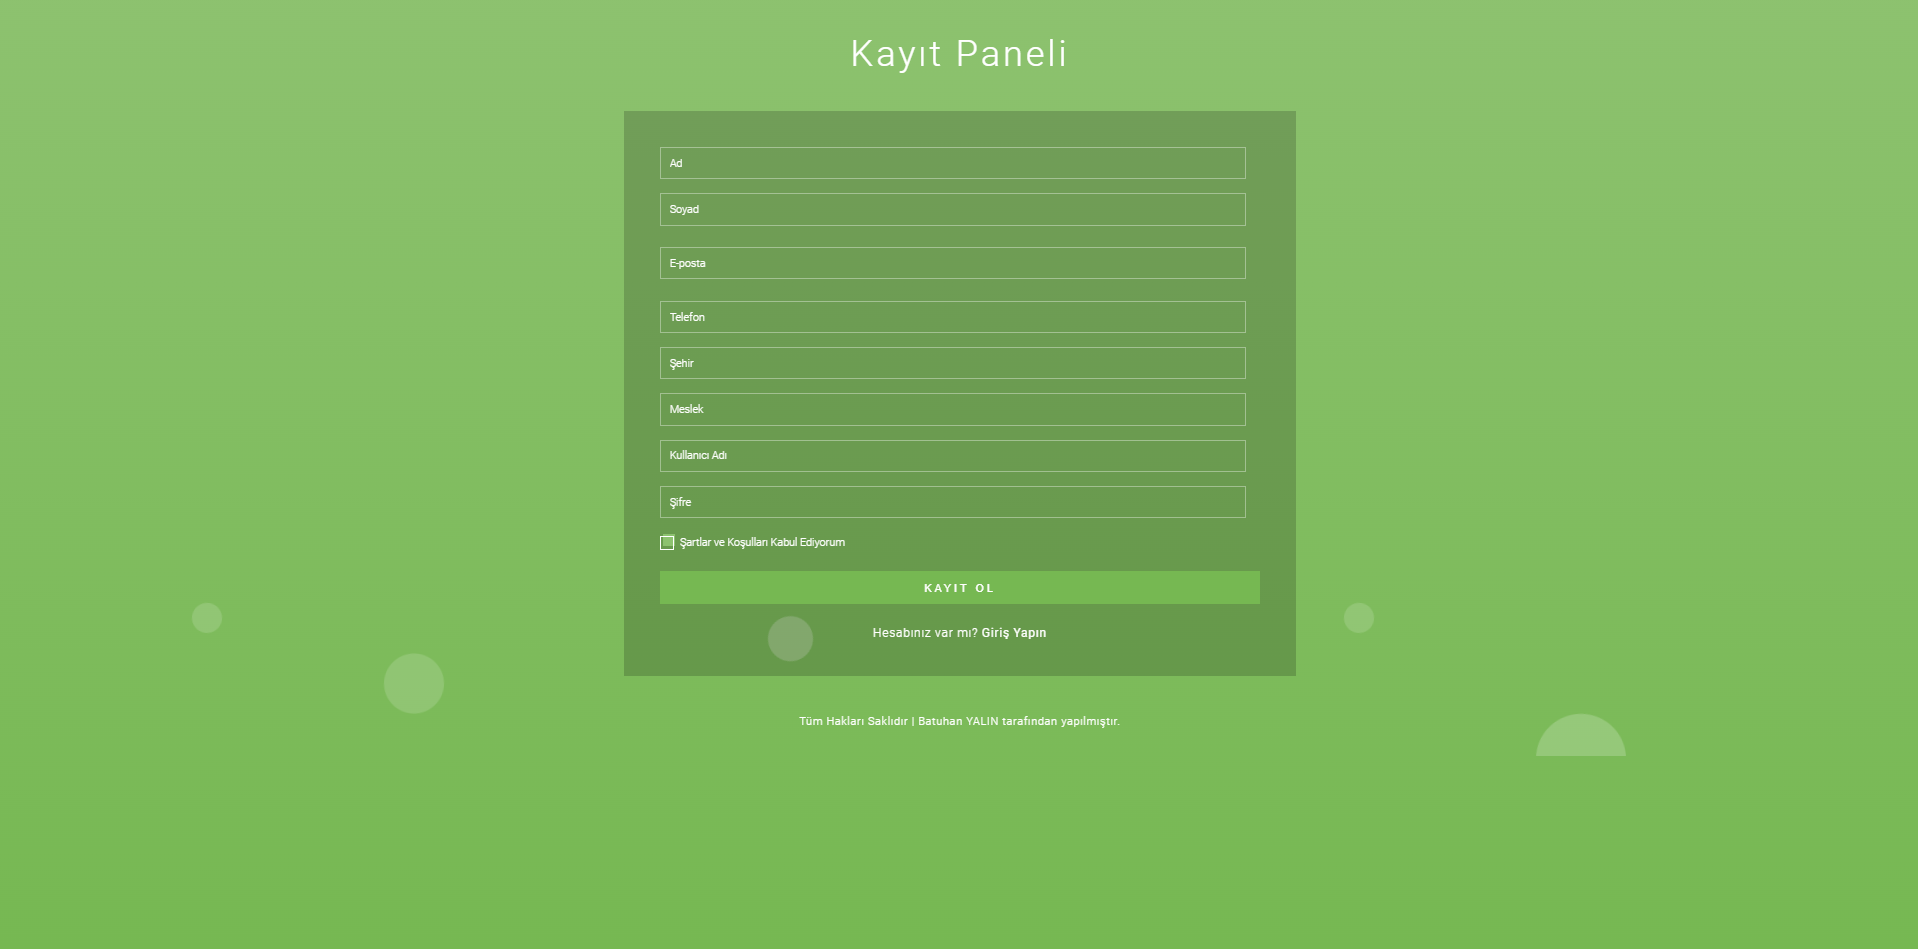 Kayıt Paneli
Ad
Soyad
E-posta
Telefon
Şehir
Meslek
Kullanıcı Adı
Şifre
Şartlar ve Koşulları Kabul Ediyorum
KAYIT OL
Hesabınız var mı? Giriş Yapın
Tüm Hakları Saklıdır | Batuhan YALIN tarafından yapılmıştır.